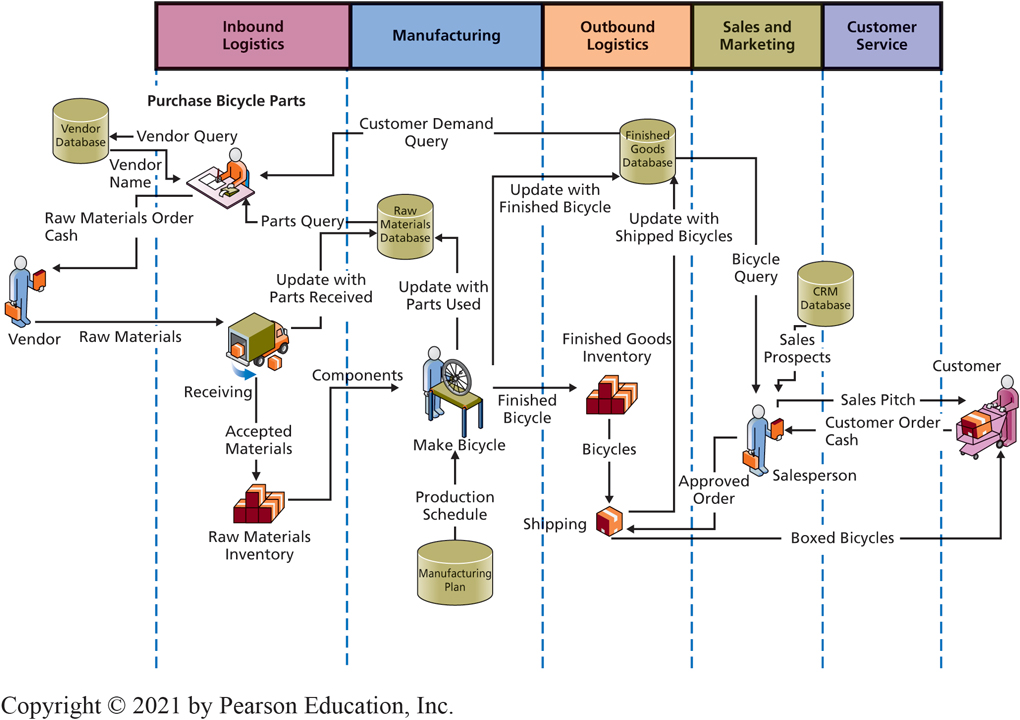 Inbound
Logistics
Manufacturing
Outbound
Logistics
Sales and
Marketing
Customer
Service
Purchase Bicycle Parts
Vendor
Database
Vendor Query
Vendor
Name
Customer Demand
Query
Finished
Goods
Database
Raw Materials Order
Cash
Parts Query
Raw
Materials
Database
Update with
Finished Bicycle
Update with
Shipped Bicycles
Update with
Parts Received
Update with
Parts Used
Bicycle
Query
CRM
Database
Vendor
Raw Materials
Receiving
Components
Finished Goods
Inventory
Sales
Prospects
Customer
Sales Pitch
Customer Order
Cash
Finished
Bicycle
Make Bicycle
Accepted
Materials
Bicycles
Salesperson
Approved
Order
Production
Schedule
Shipping
Raw Materials
Inventory
Boxed Bicycles
Manufacturing
Plan
Copyright © 2021 by Pearson Education, Inc.